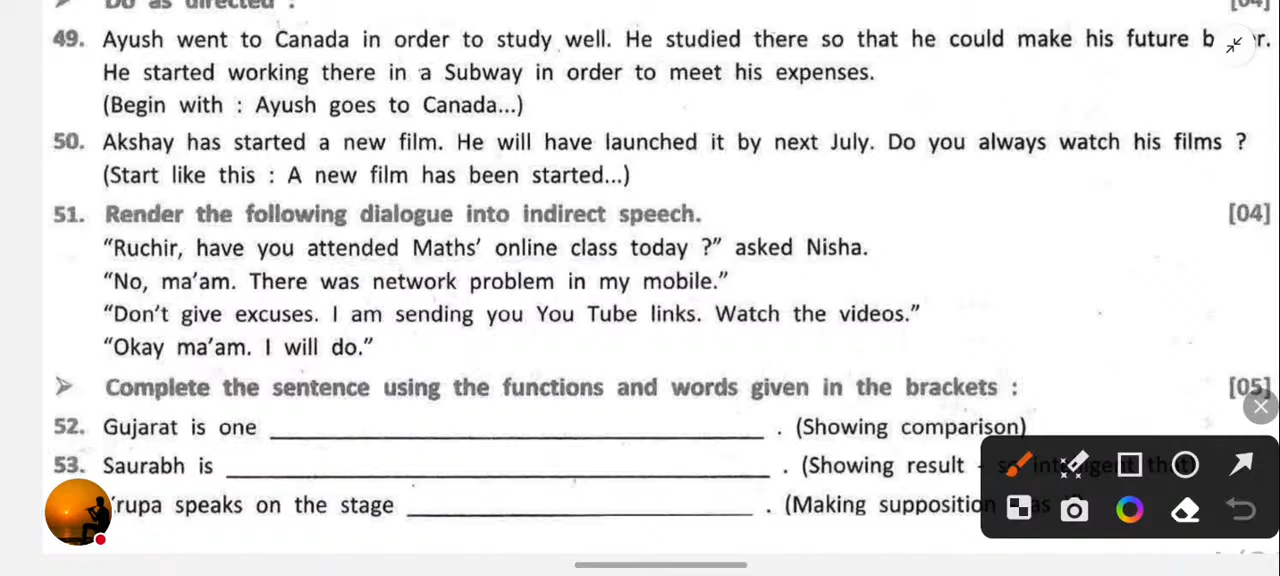 Do as directed : [04]
49. Ayush went to Canada in order to study well. He studied there so that he could make his future
He started working there in a Subway in order to meet his expenses.
(Begin with : Ayush goes to Canada...)
50. Akshay has started a new film. He will have launched it by next July. Do you always watch his films ?
(Start like this : A new film has been started...)
51. Render the following dialogue into indirect speech. [04]
“Ruchir, have you attended Maths’ online class today ?” asked Nisha.
“No, ma’am. There was network problem in my mobile.”
“Don’t give excuses. I am sending you You Tube links. Watch the videos.”
“Okay ma’am. I will do.”
Complete the sentence using the functions and words given in the brackets : [05]
52. Gujarat is one ______. (Showing comparison)
53. Saurabh is ______. (Showing result - so intelligent that)
speaks on the stage ______. (Making supposition